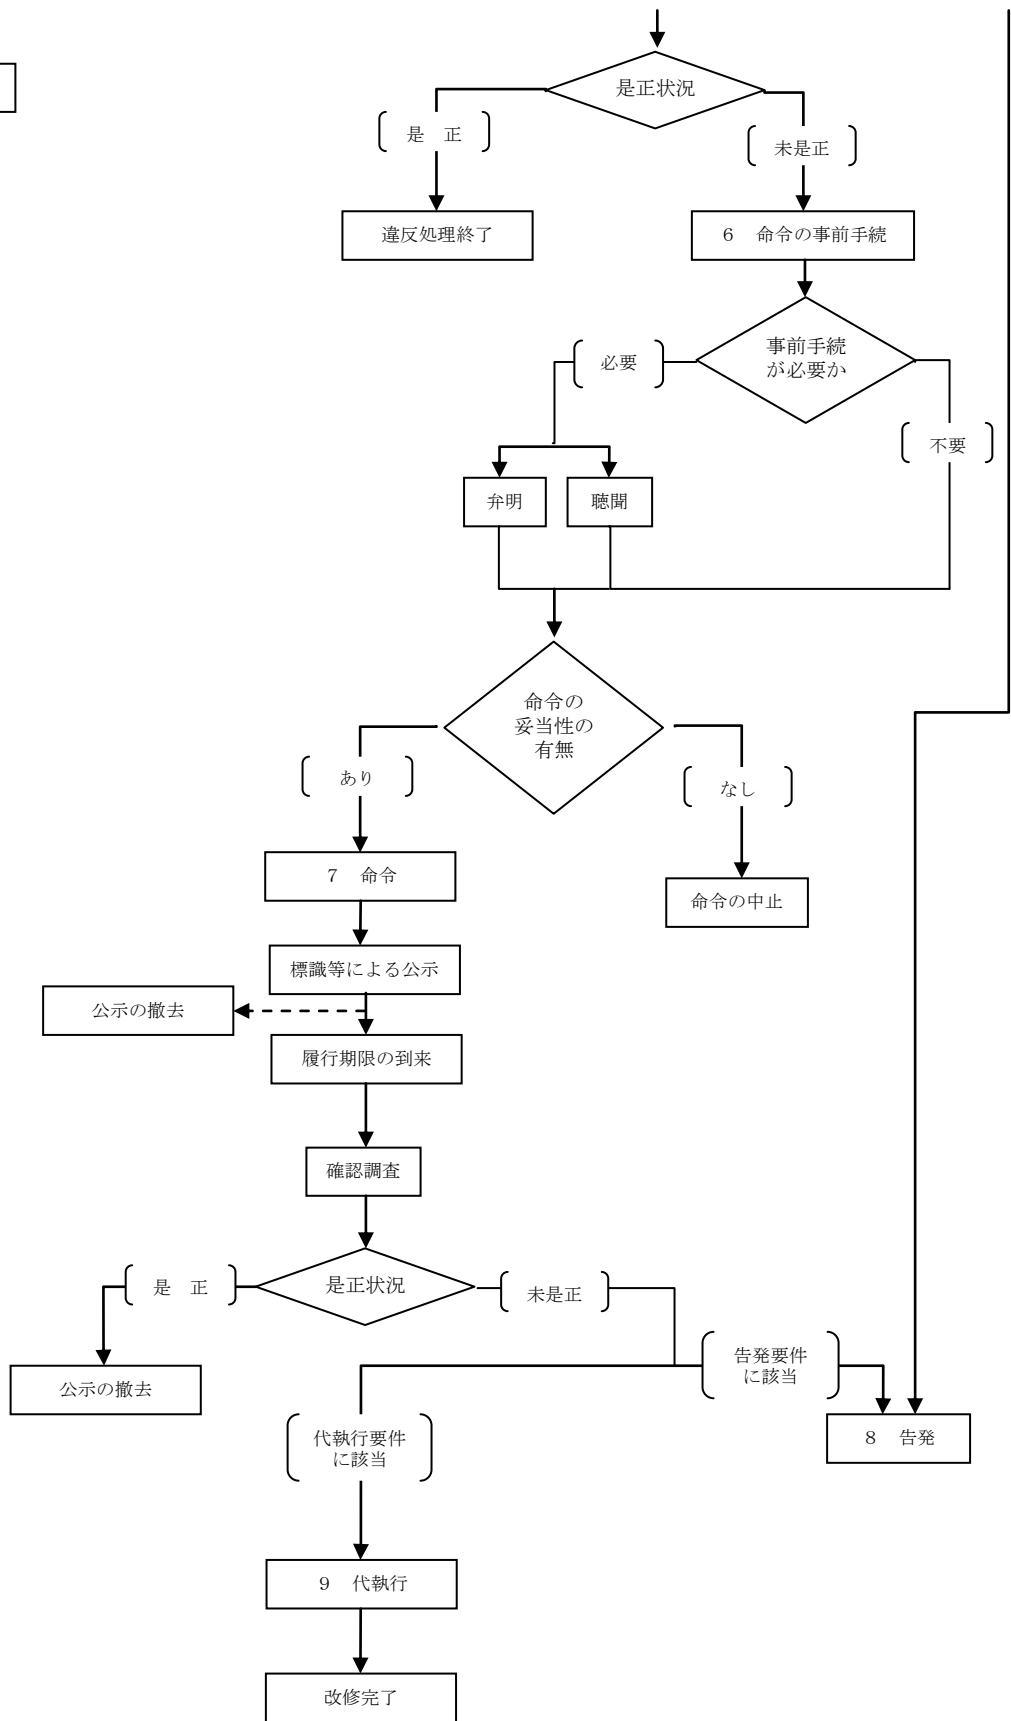 是正状況
是　正
未是正
違反処理終了
６　命令の事前手続
事前手続
が必要か
必要
不要
弁明
聴聞
命令の
妥当性の
有無
あり
なし
７　命令
命令の中止
標識等による公示
公示の撤去
履行期限の到来
確認調査
是正状況
是　正
未是正
告発要件
に該当
公示の撤去
８　告発
代執行要件
に該当
９　代執行
改修完了